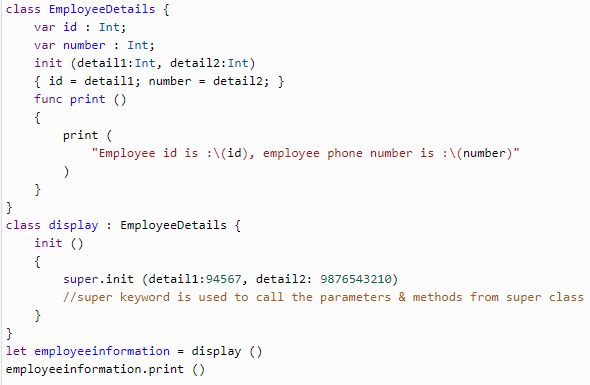 class EmployeeDetails {
    var id : Int;
    var number : Int;
    init (detail1:Int, detail2:Int)
    { id = detail1; number = detail2; }
    func print ()
    {
        print (
            "Employee id is :\(id), employee phone number is :\(number)"
        )
    }
}
class display : EmployeeDetails {
    init ()
    {
        super.init (detail1:94567, detail2: 9876543210)
        //super keyword is used to call the parameters & methods from super class
    }
}
let employeeinformation = display ()
employeeinformation.print ()